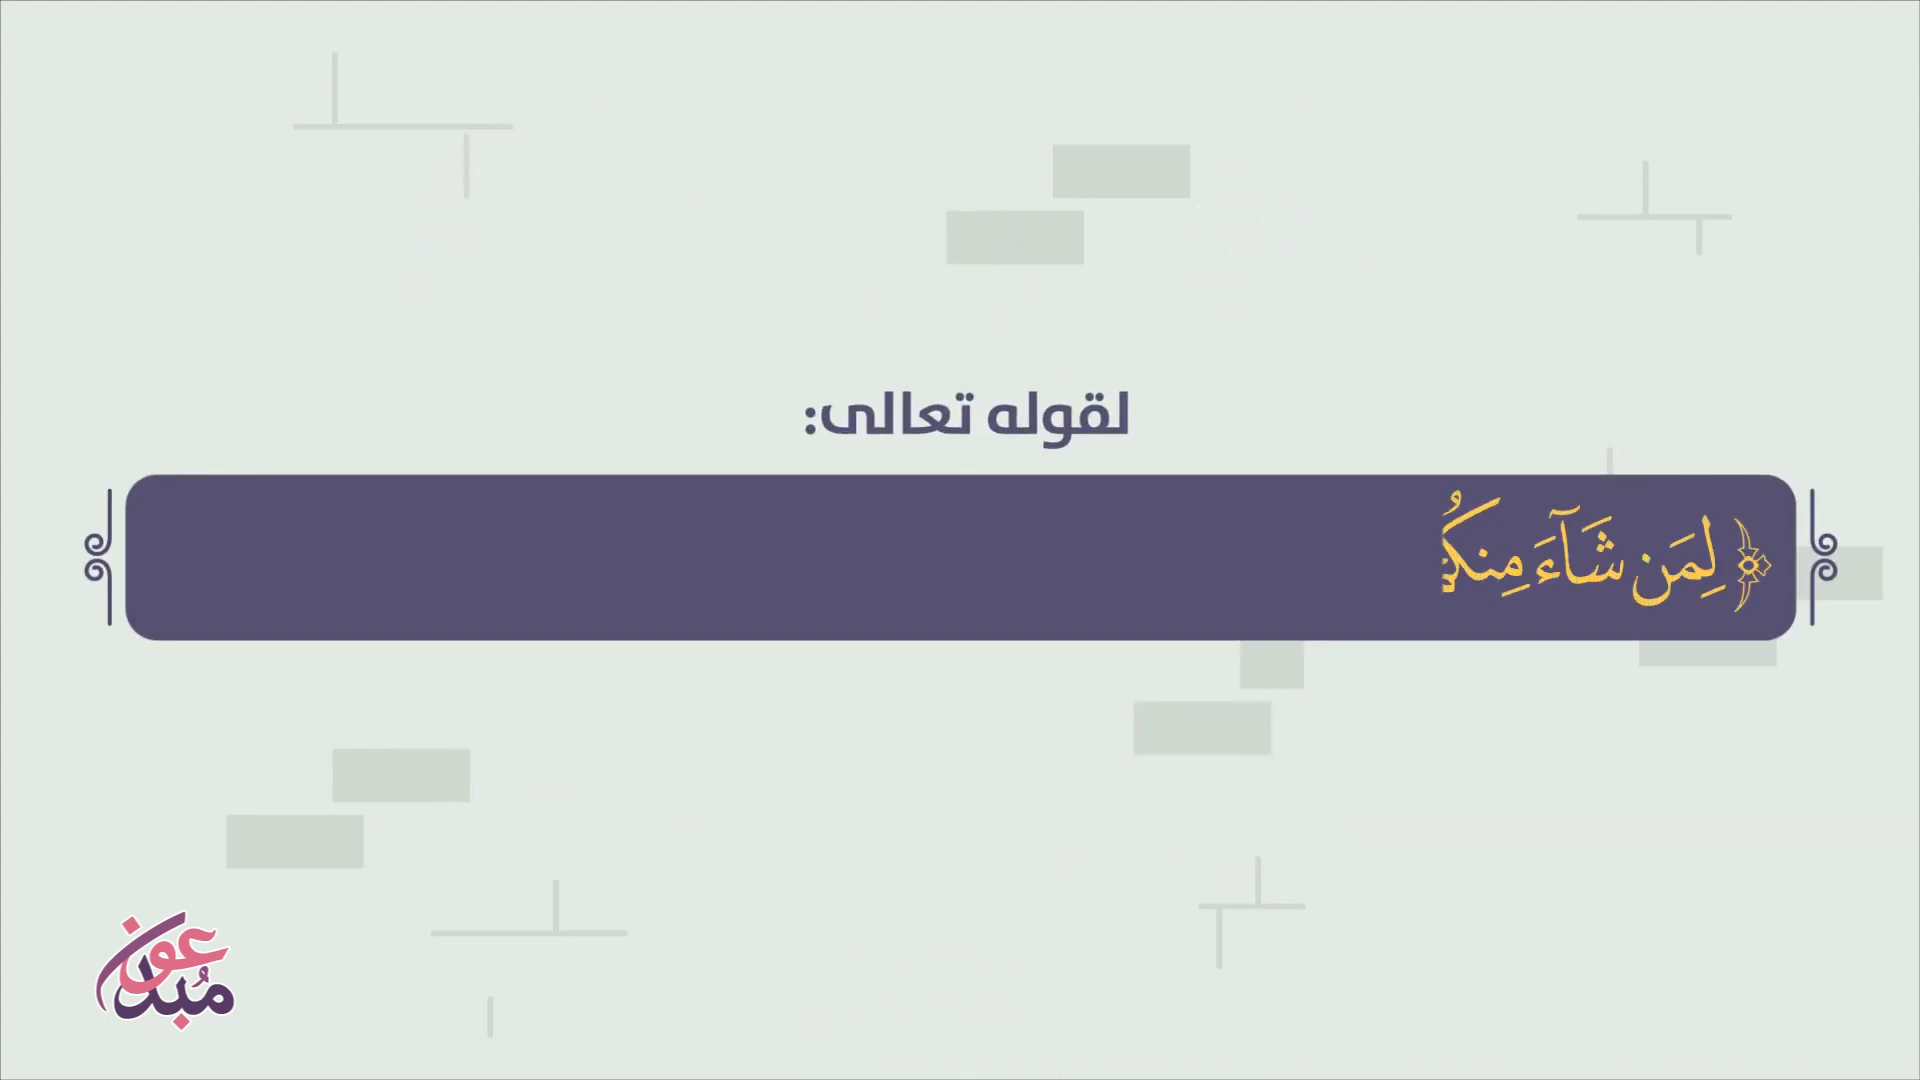 لقوله تعالى:
﴿ لِمَن شَآءَ مِنكُ
مُبدعون